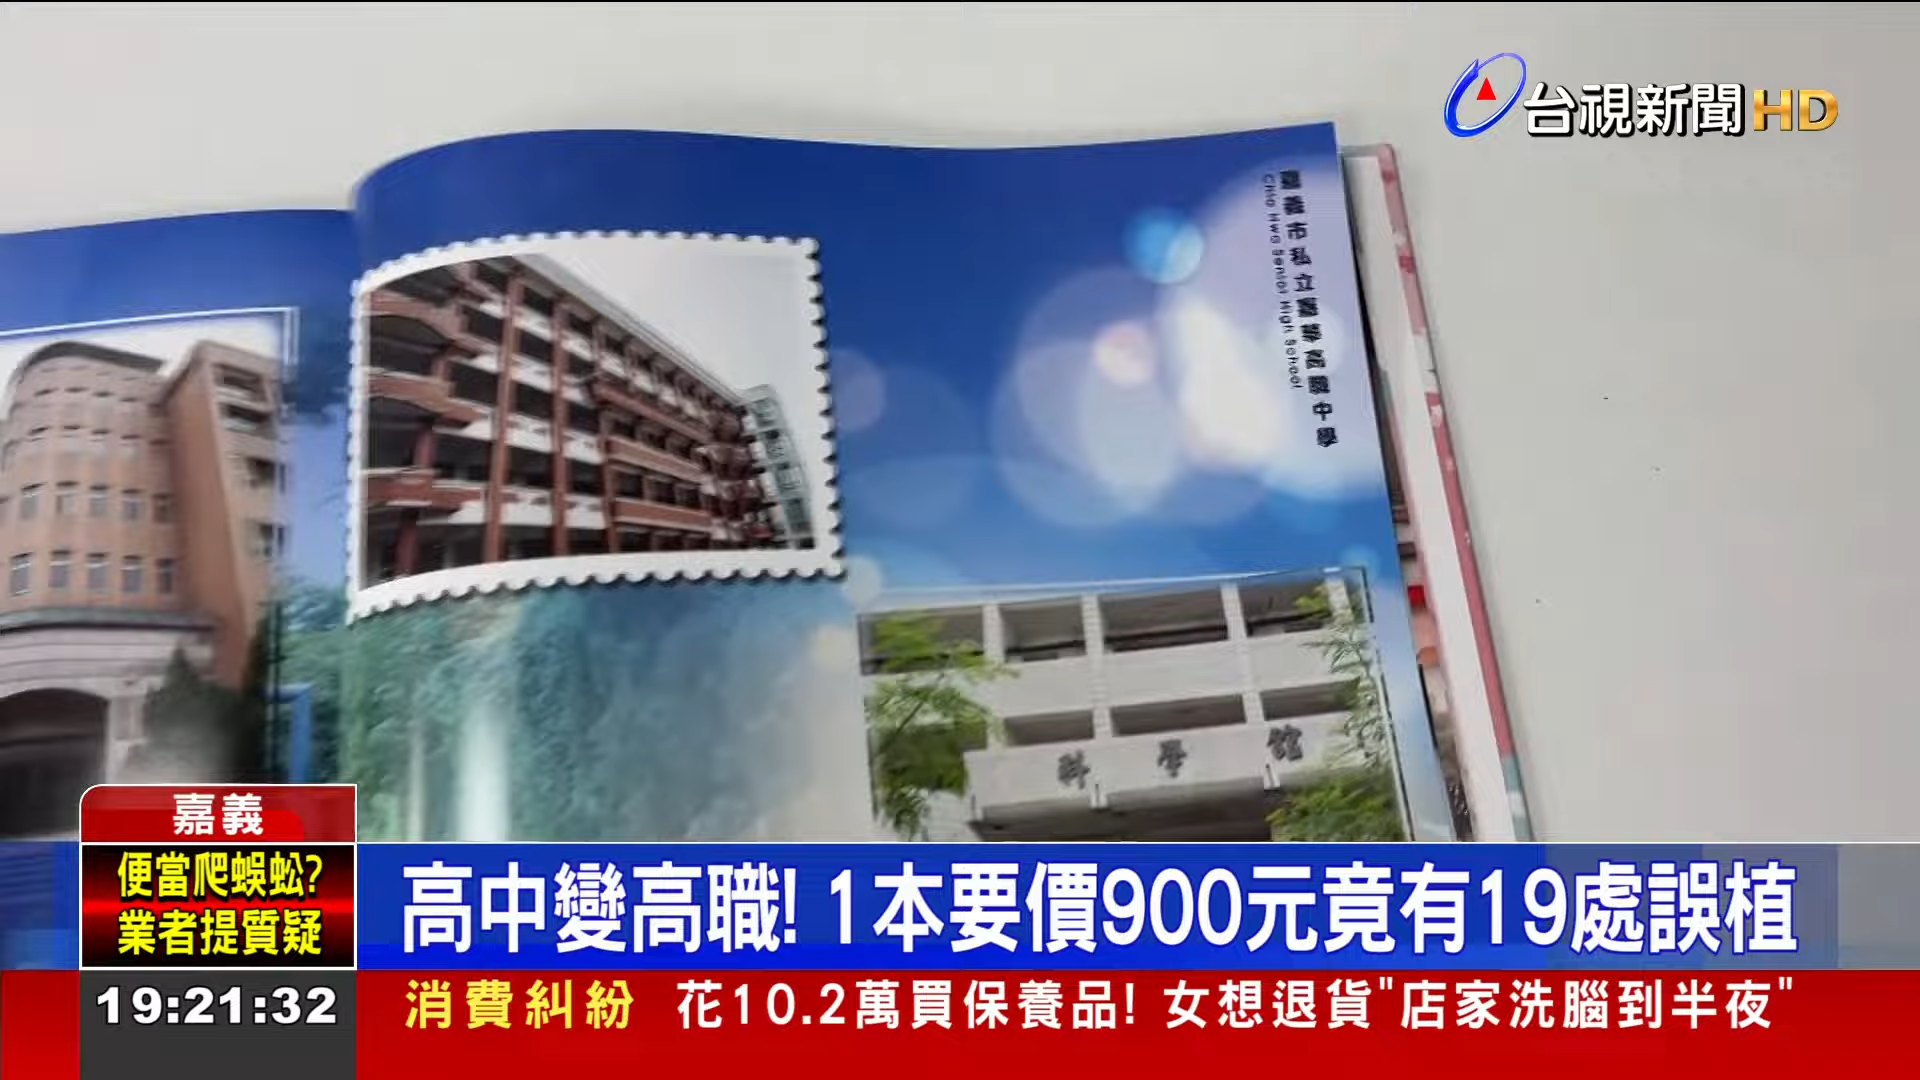 台視新聞HD
嘉義市私立嘉華高職中學
Chia Hwa Senior High School
科學館
嘉義
便當爬蜈蚣?
業者提質疑
高中變高職! 1本要價900元竟有19處誤植
19:21:32
消費糾紛 花10.2萬買保養品! 女想退貨"店家洗腦到半夜"